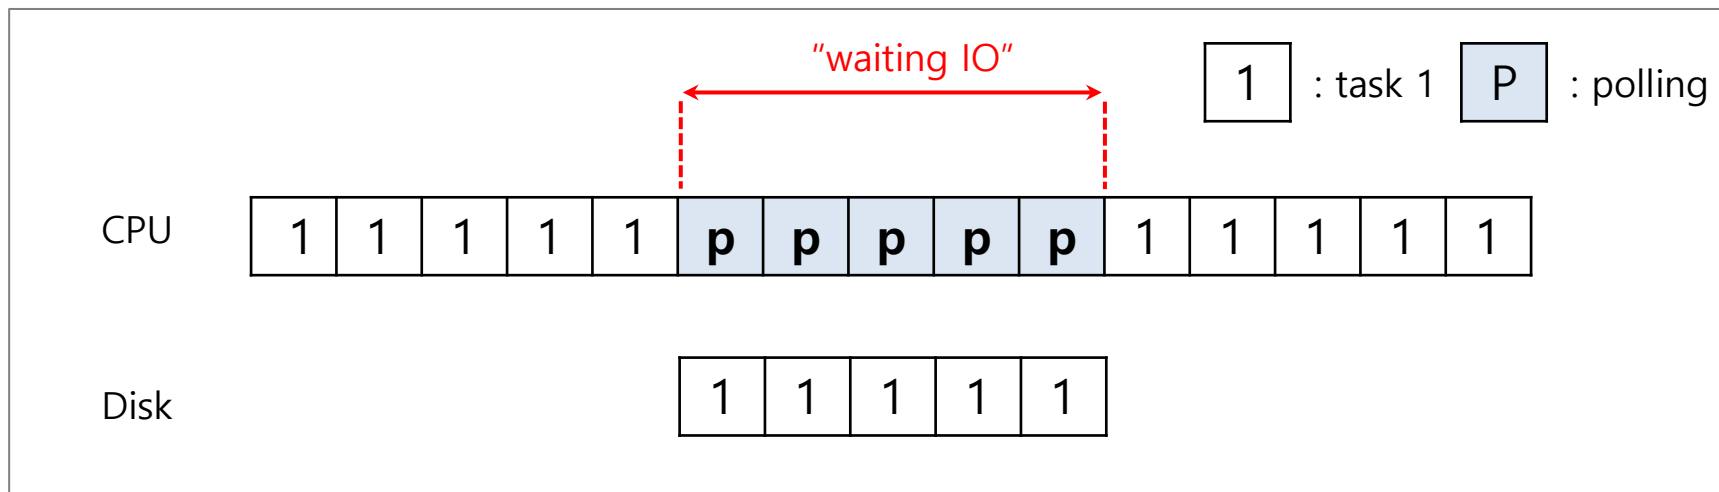 "waiting IO"
1 : task 1 P : polling
CPU 1 1 1 1 1 p p p p p 1 1 1 1 1
Disk 1 1 1 1 1